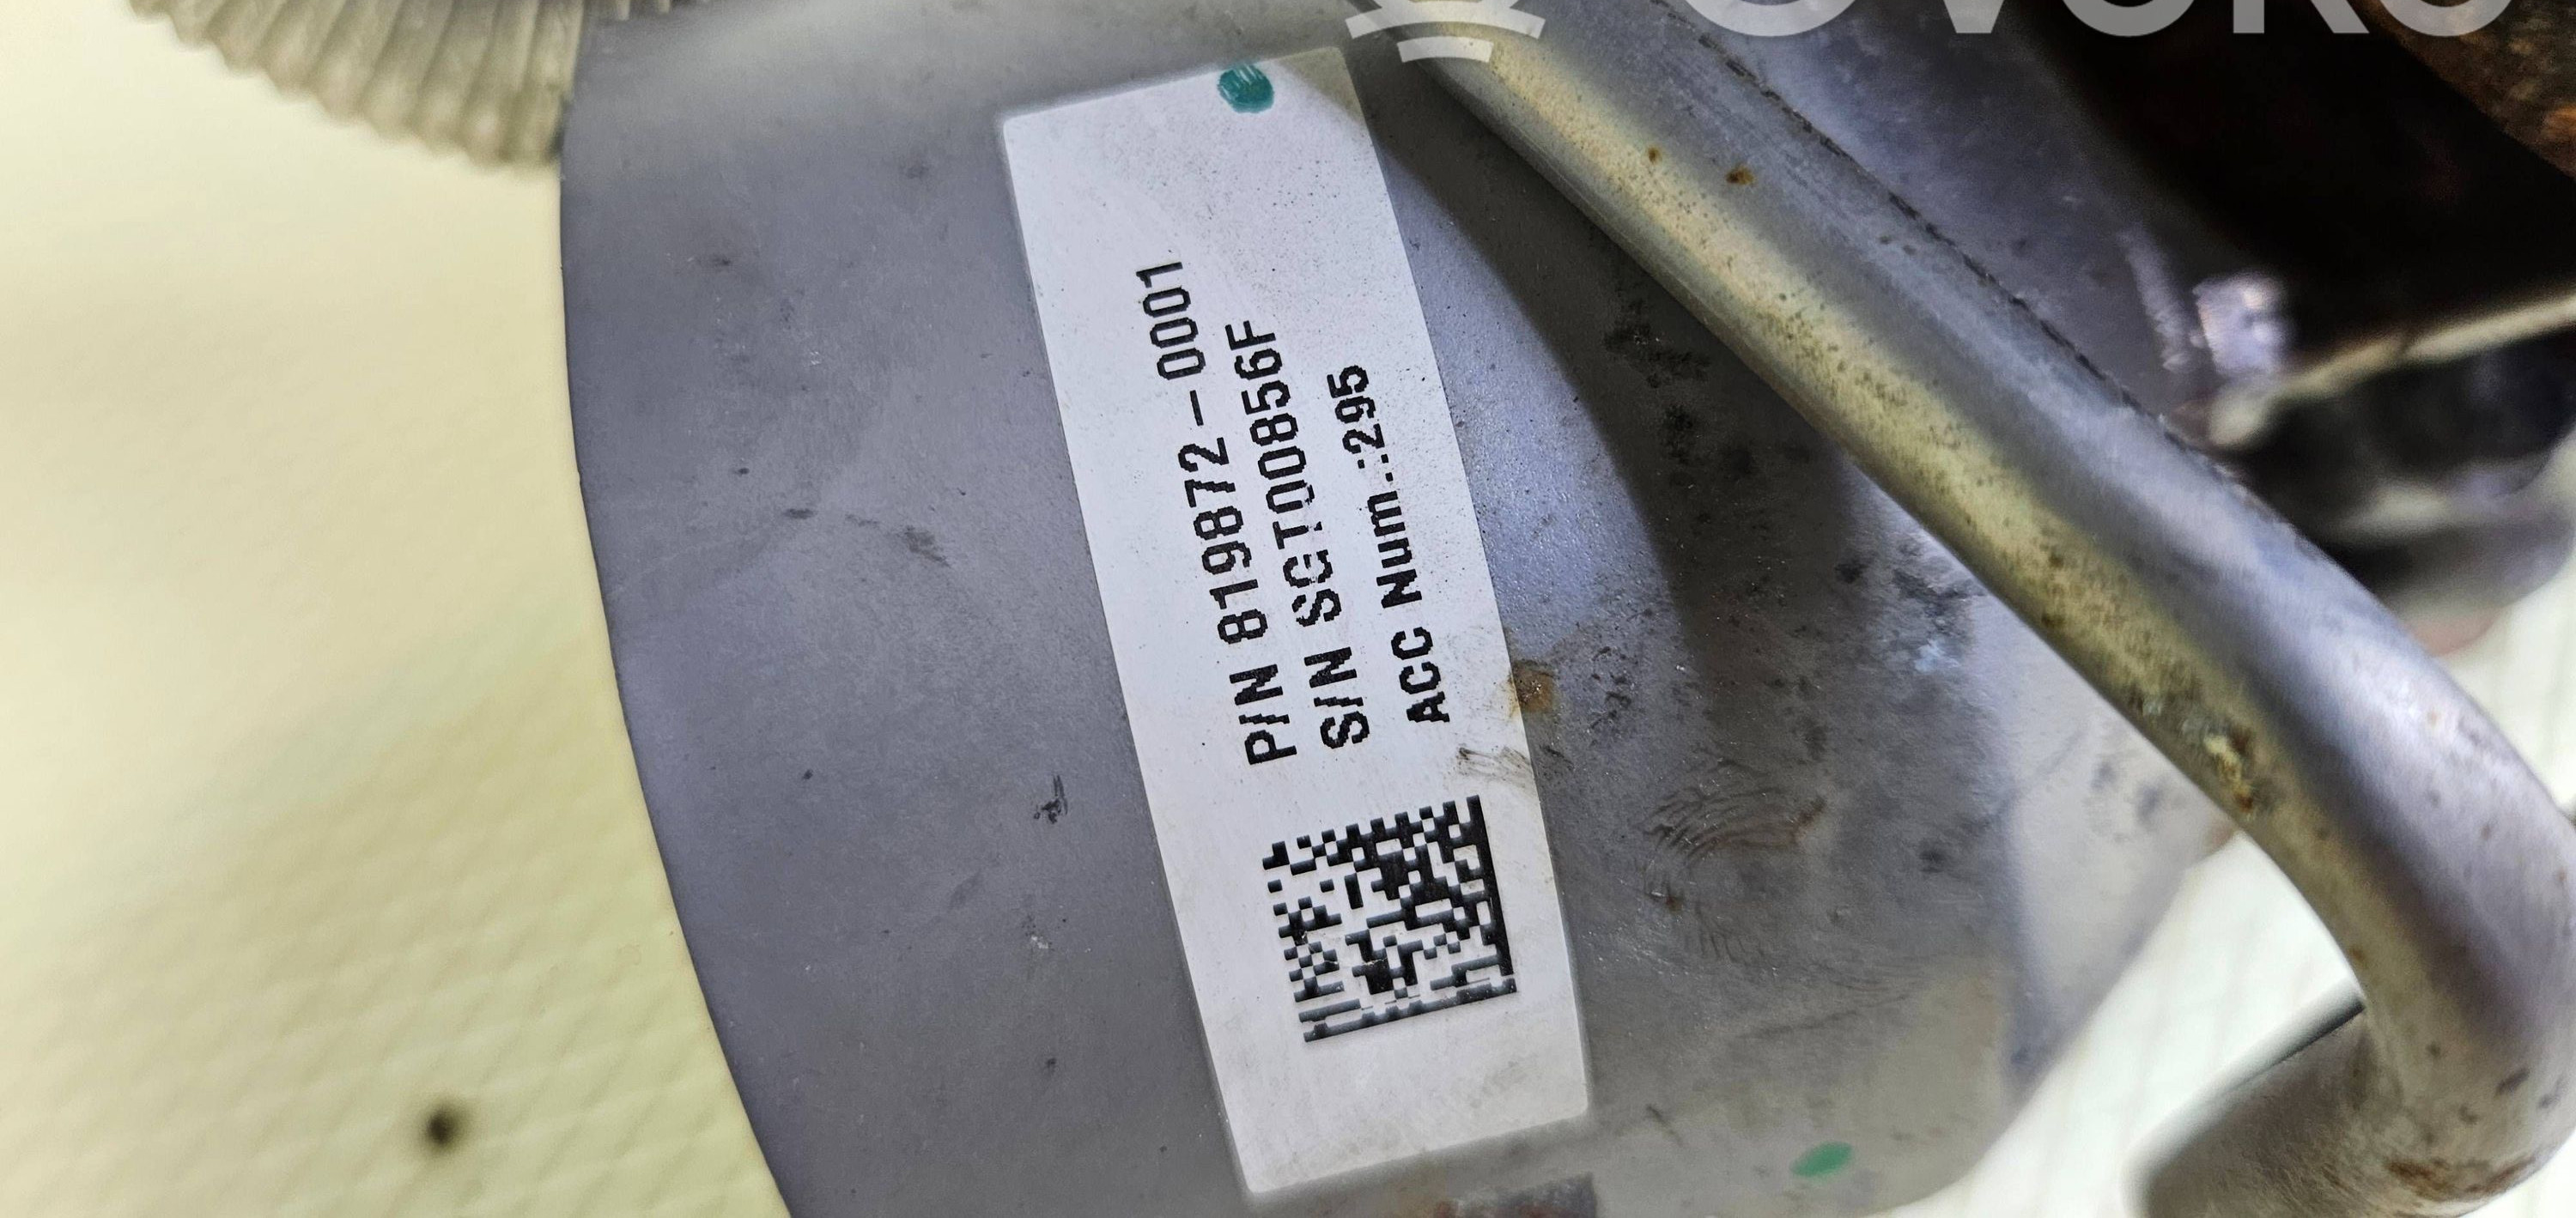 P/N 819872-0001
S/N SGT00856F
ACC Num.:295